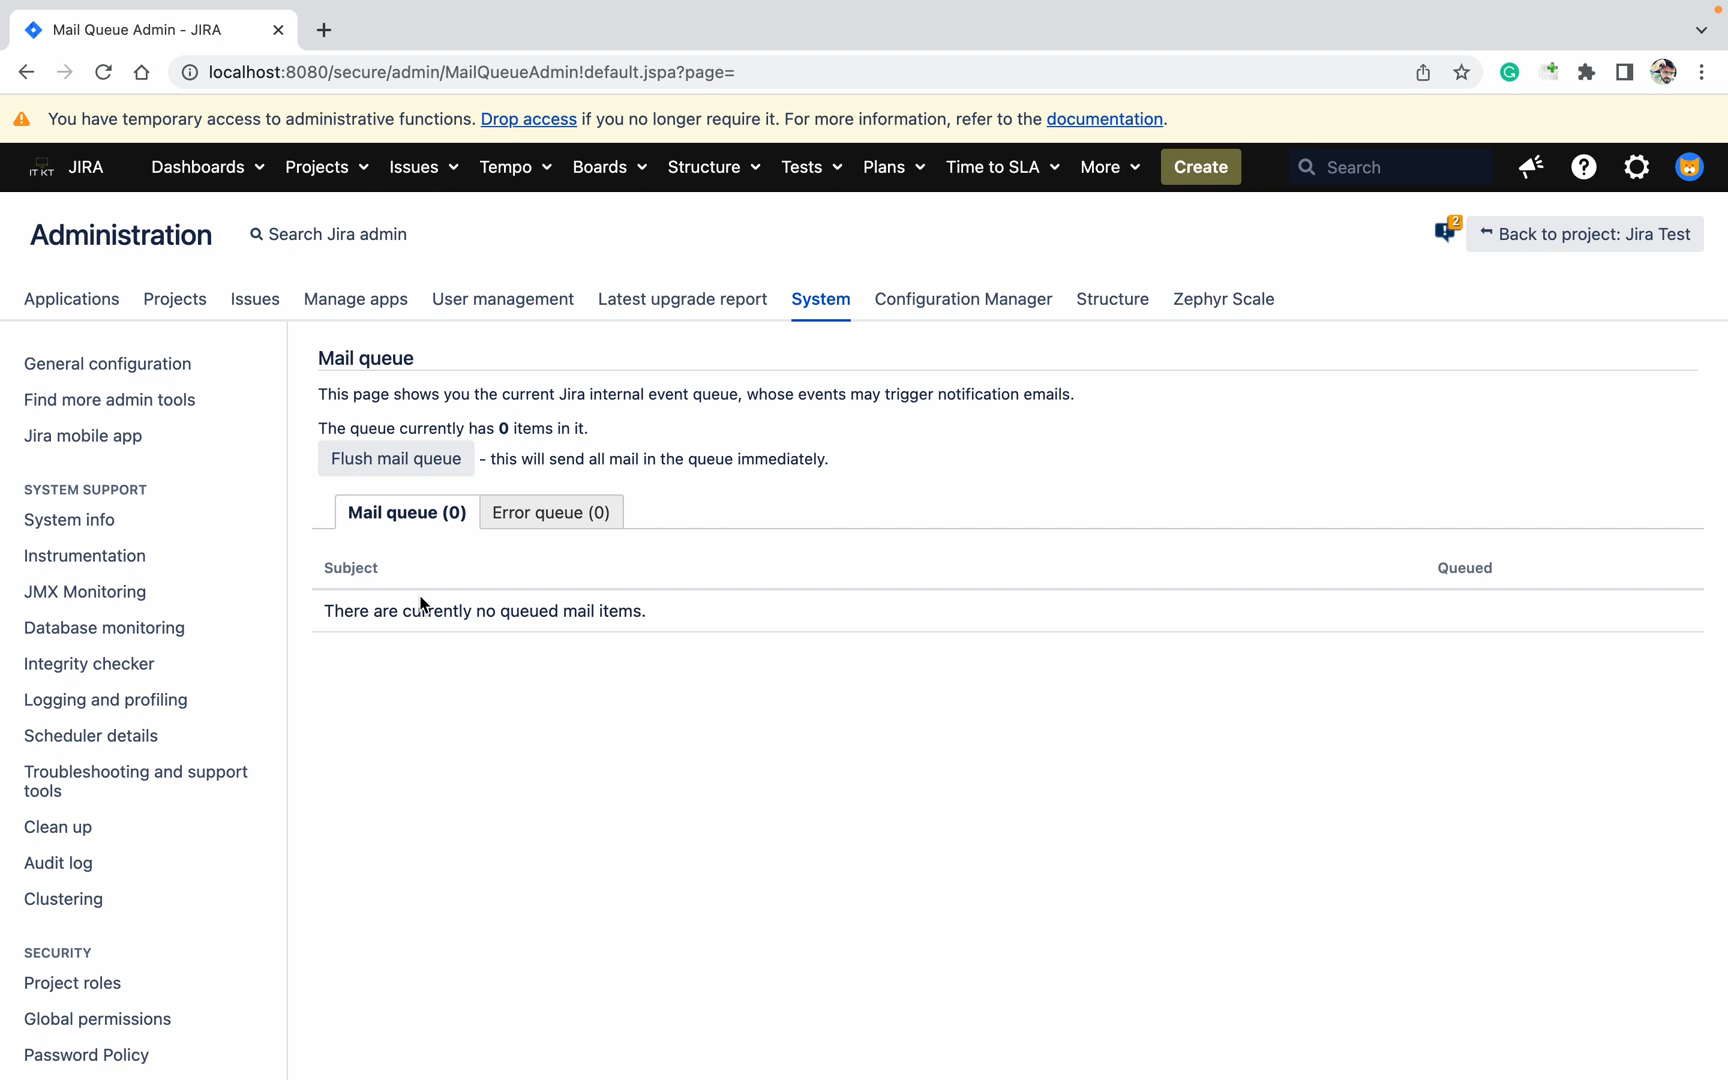 Mail Queue Admin - JIRA
localhost:8080/secure/admin/MailQueueAdmin!default.jspa?page=
You have temporary access to administrative functions. Drop access if you no longer require it. For more information, refer to the documentation.
IT KT JIRA Dashboards Projects Issues Tempo Boards Structure Tests Plans Time to SLA More Create Search
Administration Search Jira admin 2 Back to project: Jira Test
Applications Projects Issues Manage apps User management Latest upgrade report System Configuration Manager Structure Zephyr Scale
General configuration
Find more admin tools
Jira mobile app
SYSTEM SUPPORT
System info
Instrumentation
JMX Monitoring
Database monitoring
Integrity checker
Logging and profiling
Scheduler details
Troubleshooting and support
tools
Clean up
Audit log
Clustering
SECURITY
Project roles
Global permissions
Password Policy
Mail queue
This page shows you the current Jira internal event queue, whose events may trigger notification emails.
The queue currently has 0 items in it.
Flush mail queue - this will send all mail in the queue immediately.
Mail queue (0) Error queue (0)
Subject Queued
There are currently no queued mail items.